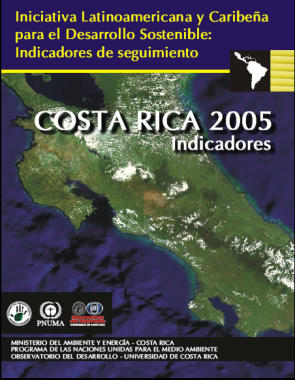 Iniciativa Latinoamericana y Caribeña
para el Desarrollo Sostenible:
Indicadores de seguimiento
COSTA RICA 2005
Indicadores
PNUMA
MINISTERIO DEL AMBIENTE Y ENERGÍA - COSTA RICA
PROGRAMA DE LAS NACIONES UNIDAS PARA EL MEDIO AMBIENTE
OBSERVATORIO DEL DESARROLLO - UNIVERSIDAD DE COSTA RICA